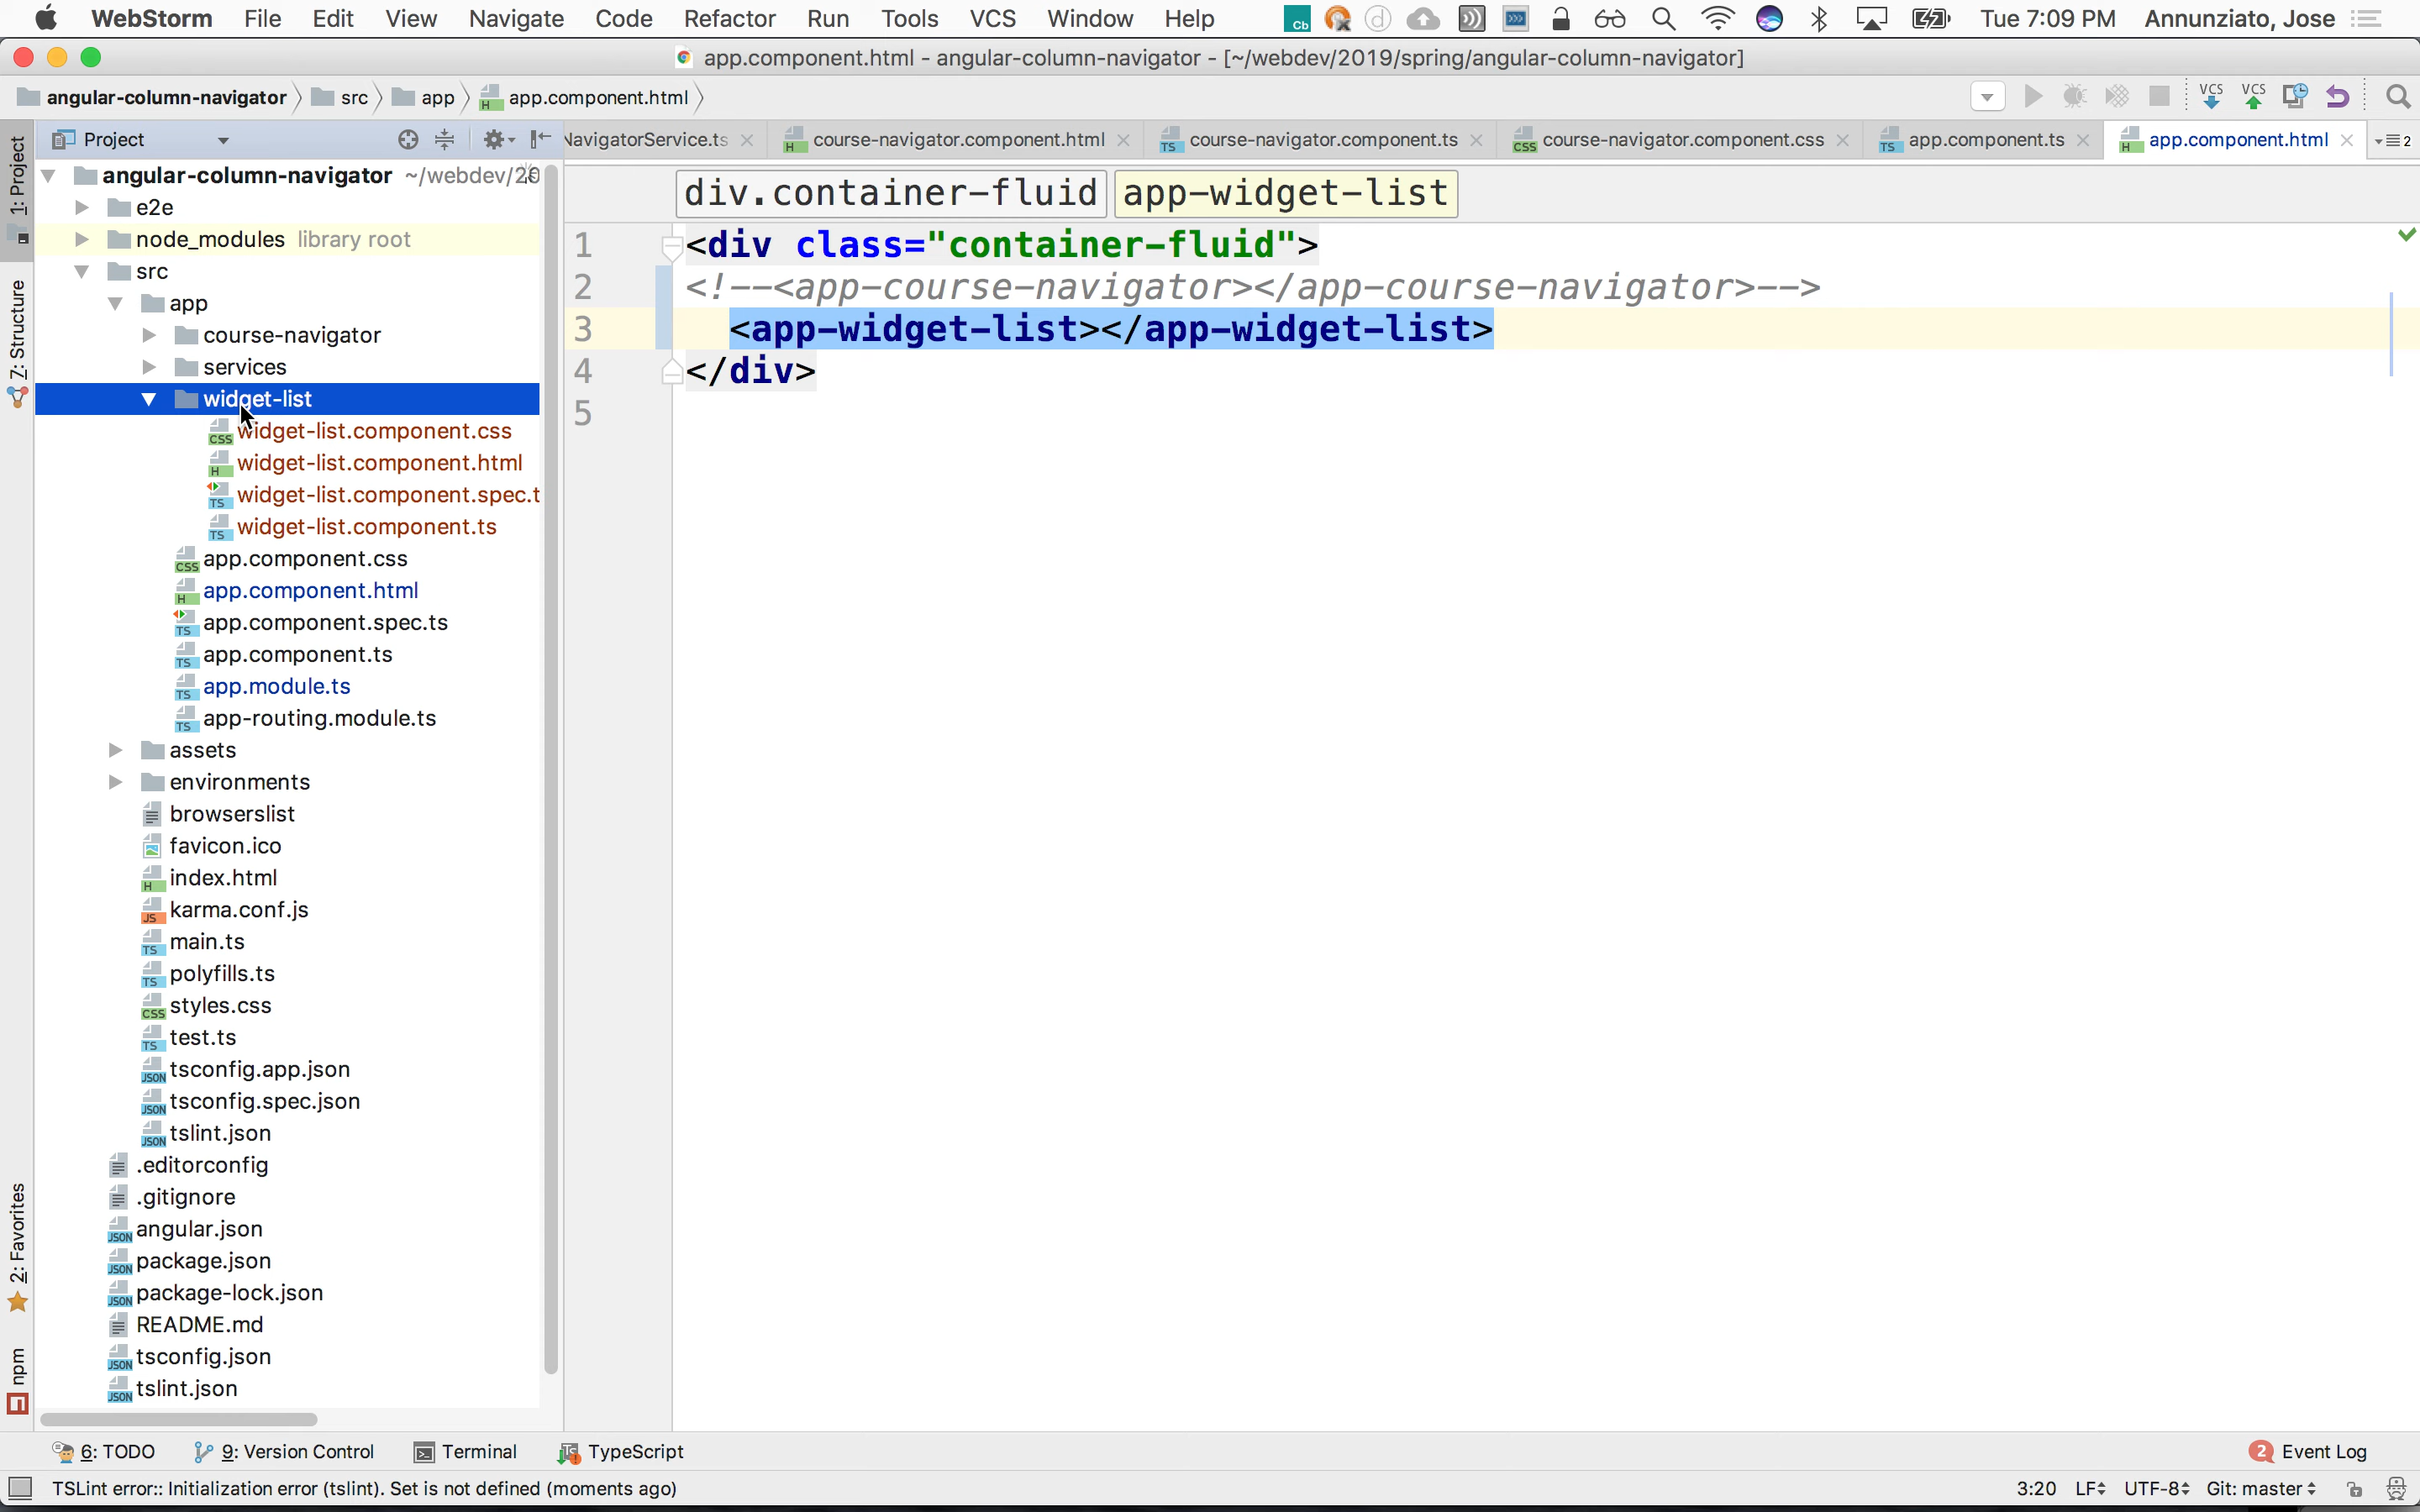 WebStorm File Edit View Navigate Code Refactor Run Tools VCS Window Help Cb Tue 7:09 PM Annunziato, Jose
app.component.html - angular-column-navigator - [~/webdev/2019/spring/angular-column-navigator]
angular-column-navigator src app app.component.html VCS VCS
1: Project
7: Structure
2: Favorites
npm
Project
NavigatorService.ts course-navigator.component.html course-navigator.component.ts course-navigator.component.css app.component.ts app.component.html 2
angular-column-navigator ~/webdev/20
e2e
node_modules library root
src
app
course-navigator
services
widget-list
widget-list.component.css
widget-list.component.html
widget-list.component.spec.t
widget-list.component.ts
app.component.css
app.component.html
app.component.spec.ts
app.component.ts
app.module.ts
app-routing.module.ts
assets
environments
browserslist
favicon.ico
index.html
karma.conf.js
main.ts
polyfills.ts
styles.css
test.ts
tsconfig.app.json
tsconfig.spec.json
tslint.json
.editorconfig
.gitignore
angular.json
package.json
package-lock.json
README.md
tsconfig.json
tslint.json
div.container-fluid app-widget-list
1 <div class="container-fluid">
2 <!--<app-course-navigator></app-course-navigator>-->
3 <app-widget-list></app-widget-list>
4 </div>
5
6: TODO 9: Version Control Terminal TypeScript 2 Event Log
TSLint error:: Initialization error (tslint). Set is not defined (moments ago) 3:20 LF UTF-8 Git: master